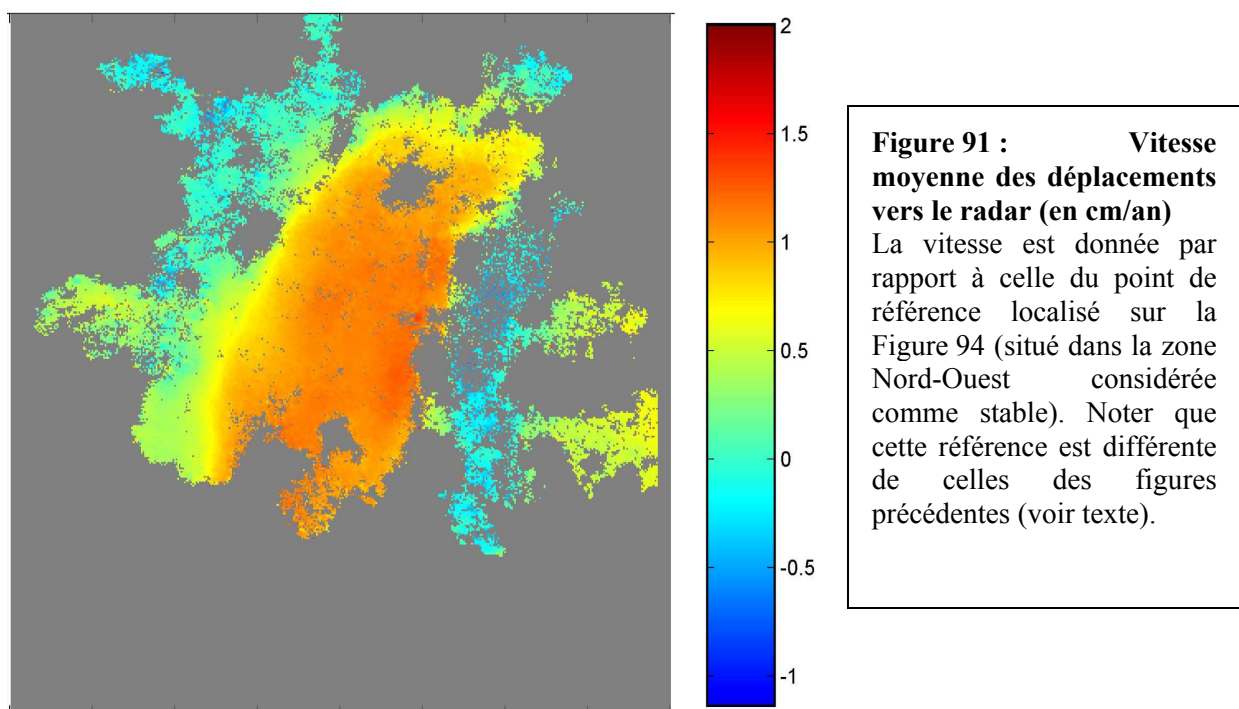 2
1.5
1
0.5
0
-0.5
-1
Figure 91 : Vitesse
moyenne des déplacements
vers le radar (en cm/an)
La vitesse est donnée par
rapport à celle du point de
référence localisé sur la
Figure 94 (situé dans la zone
Nord-Ouest considérée
comme stable). Noter que
cette référence est différente
de celles des figures
précédentes (voir texte).